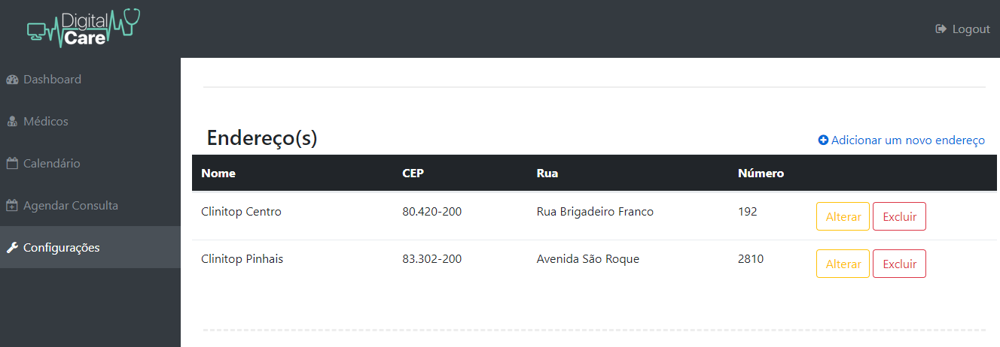 Digital
Care
Logout
Dashboard
Médicos
Calendário
Agendar Consulta
Configurações
Endereço(s)
Adicionar um novo endereço
Nome CEP Rua Número
Clinitop Centro 80.420-200 Rua Brigadeiro Franco 192 Alterar Excluir
Clinitop Pinhais 83.302-200 Avenida São Roque 2810 Alterar Excluir